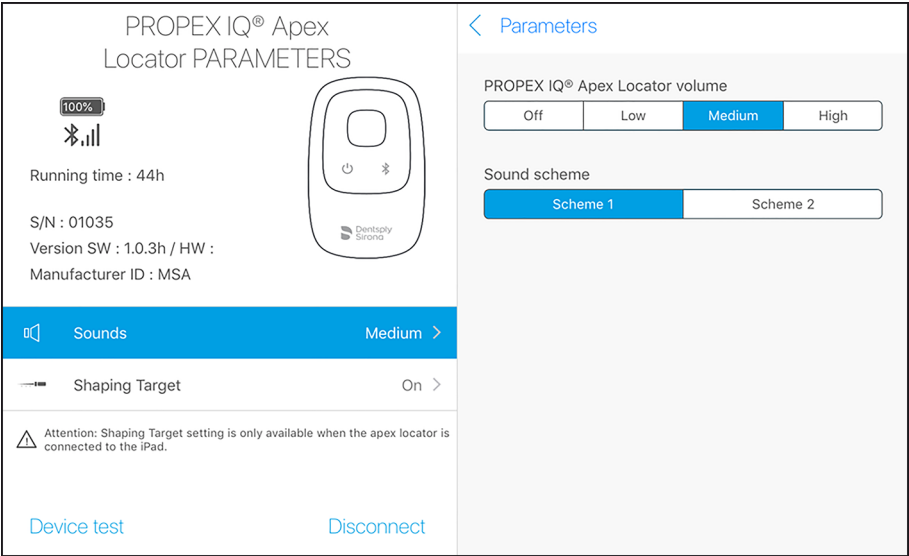 PROPEX IQ® Apex
Locator PARAMETERS
100%
Running time : 44h
S/N : 01035
Version SW : 1.0.3h / HW :
Manufacturer ID : MSA
Dentsply
Sirona
Sounds Medium
Shaping Target On
Attention: Shaping Target setting is only available when the apex locator is
connected to the iPad.
Device test Disconnect
Parameters
PROPEX IQ® Apex Locator volume
Off Low Medium High
Sound scheme
Scheme 1 Scheme 2